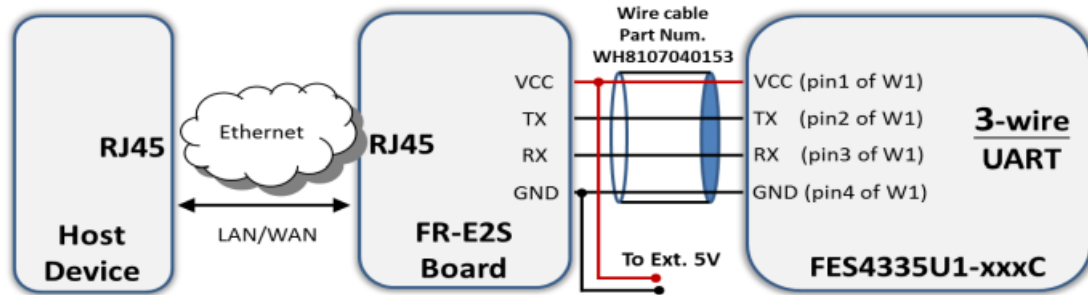 Wire cable
Part Num.
WH8107040153
VCC
VCC (pin1 of W1)
Ethernet
TX
TX (pin2 of W1)
3-wire
UART
RJ45
RJ45
RX
RX (pin3 of W1)
GND
GND (pin4 of W1)
LAN/WAN
Host
Device
FR-E2S
Board
To Ext. 5V
FES4335U1-xxxC